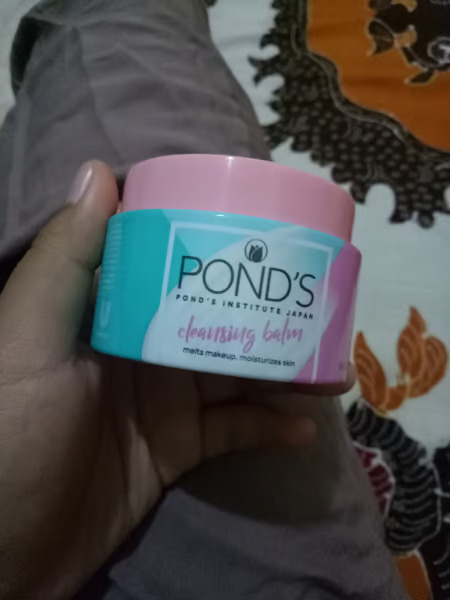 POND'S
POND'S INSTITUTE JAPAN
cleansing balm
melts makeup, moisturizes skin